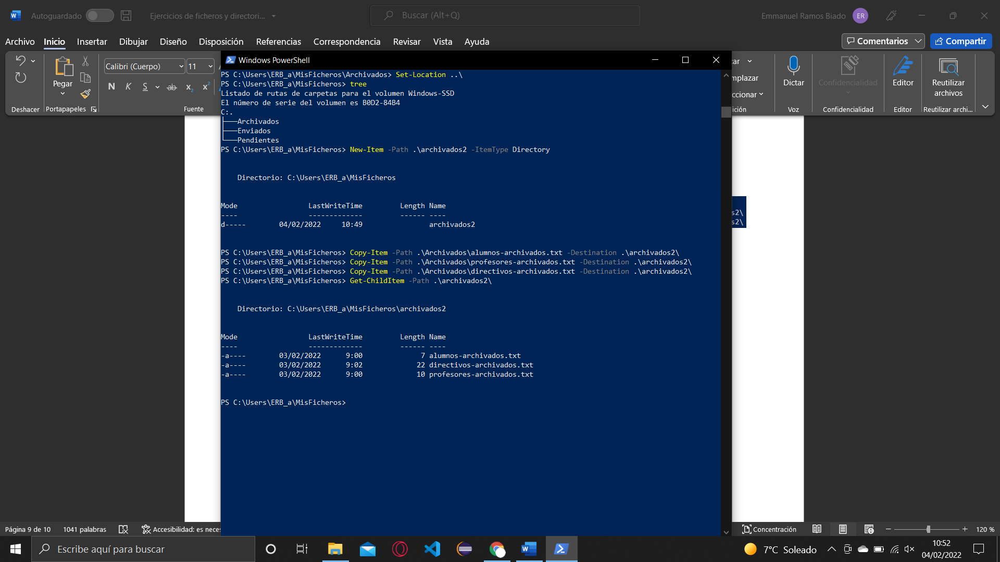 Autoguardado
Ejercicios de ficheros y directori...
Buscar (Alt+Q)
Emmanuel Ramos Biado
ER
Archivo Inicio Insertar Dibujar Diseño Disposición Referencias Correspondencia Revisar Vista Ayuda
Comentarios
Compartir
Pegar
Calibri (Cuerpo)
11
N K S ab x₂ x²
Deshacer
Portapapeles
Fuente
Dictar
Confidencialidad
Editor
Reutilizar
archivos
Voz
Confidencialidad
Editor
Reutilizar archi...
car
mplazar
ccionar
ición
Windows PowerShell
PS C:\Users\ERB_a\MisFicheros\Archivados> Set-Location ..\
PS C:\Users\ERB_a\MisFicheros> tree
Listado de rutas de carpetas para el volumen Windows-SSD
El número de serie del volumen es B0D2-84B4
C:.
├───Archivados
├───Enviados
└───Pendientes
PS C:\Users\ERB_a\MisFicheros> New-Item -Path .\archivados2 -ItemType Directory
Directorio: C:\Users\ERB_a\MisFicheros
Mode LastWriteTime Length Name
---- ------------- ------ ----
d----- 04/02/2022 10:49 archivados2
PS C:\Users\ERB_a\MisFicheros> Copy-Item -Path .\Archivados\alumnos-archivados.txt -Destination .\archivados2\
PS C:\Users\ERB_a\MisFicheros> Copy-Item -Path .\Archivados\profesores-archivados.txt -Destination .\archivados2\
PS C:\Users\ERB_a\MisFicheros> Copy-Item -Path .\Archivados\directivos-archivados.txt -Destination .\archivados2\
PS C:\Users\ERB_a\MisFicheros> Get-ChildItem -Path .\archivados2\
Directorio: C:\Users\ERB_a\MisFicheros\archivados2
Mode LastWriteTime Length Name
---- ------------- ------ ----
-a---- 03/02/2022 9:00 7 alumnos-archivados.txt
-a---- 03/02/2022 9:02 22 directivos-archivados.txt
-a---- 03/02/2022 9:00 10 profesores-archivados.txt
PS C:\Users\ERB_a\MisFicheros>
s2\
s2\
Página 9 de 10
1041 palabras
Accesibilidad: es neces
Concentración
120 %
Escribe aquí para buscar
7°C Soleado
10:52
04/02/2022